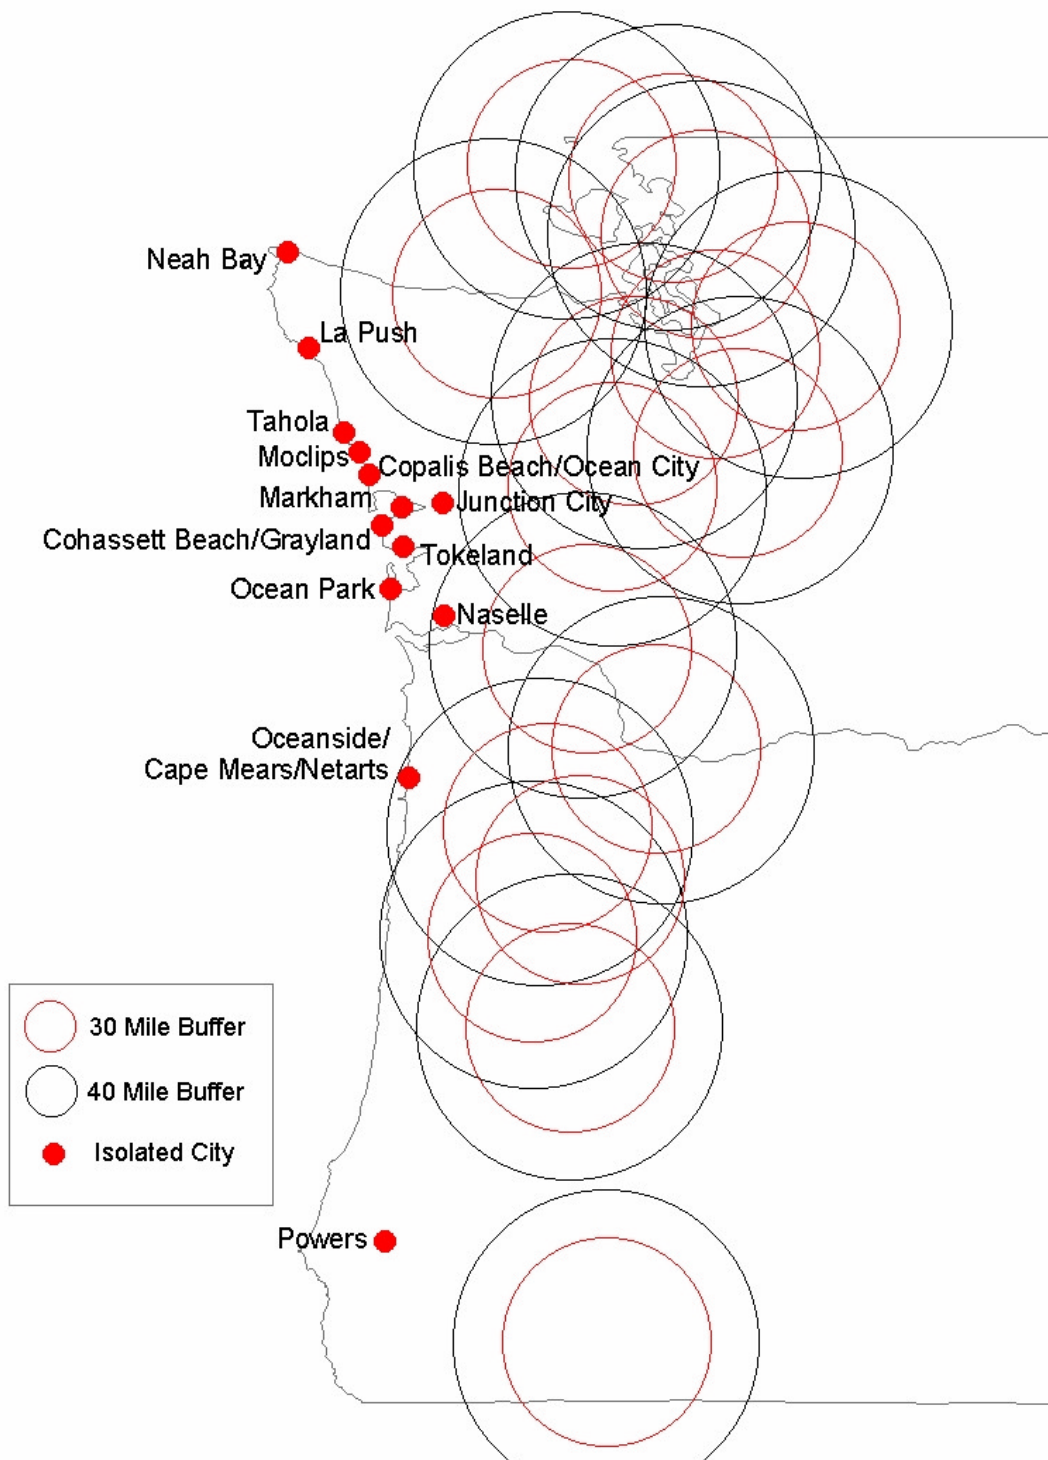 Neah Bay
La Push
Tahola
Moclips
Copalis Beach/Ocean City
Markham
Junction City
Cohassett Beach/Grayland
Tokeland
Ocean Park
Naselle
Oceanside/
Cape Mears/Netarts
30 Mile Buffer
40 Mile Buffer
Isolated City
Powers